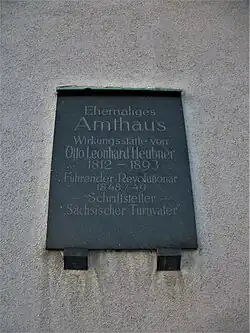 Ehemaliges
Amthaus
Wirkungsstätte von
Otto Leonhard Heubner
1812 – 1893
Führender Revolutionär
1848/49
– Schriftsteller –
"Sächsischer Turnvater"